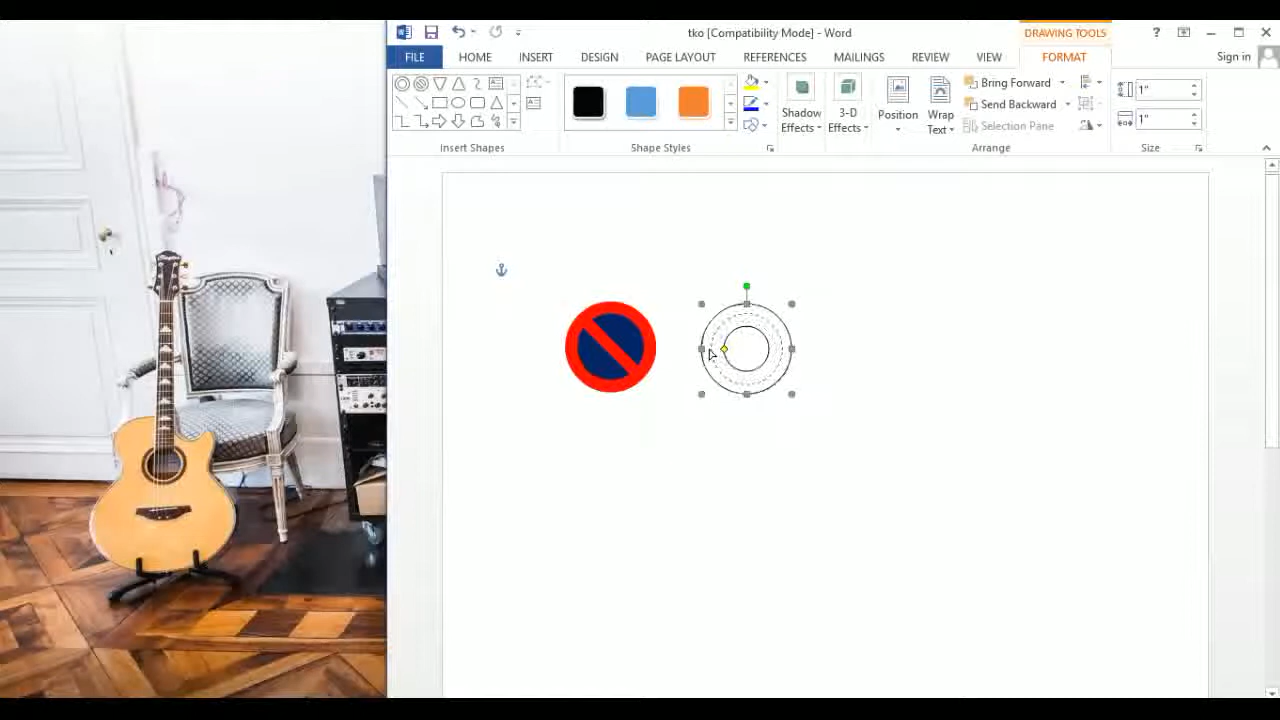 tko [Compatibility Mode] - Word
DRAWING TOOLS
?
FILE
HOME
INSERT
DESIGN
PAGE LAYOUT
REFERENCES
MAILINGS
REVIEW
VIEW
FORMAT
Sign in
Shadow
Effects
3-D
Effects
Position
Wrap
Text
Bring Forward
Send Backward
Selection Pane
1"
1"
Insert Shapes
Shape Styles
Arrange
Size